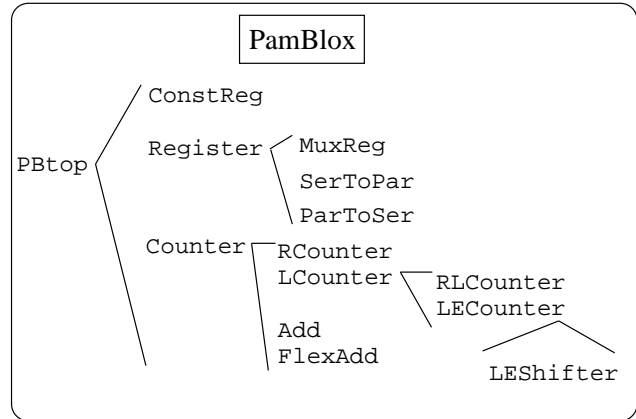 PamBlox
ConstReg
Register
MuxReg
PBtop
SerToPar
ParToSer
Counter
RCounter
LCounter
RLCounter
LECounter
Add
FlexAdd
LEShifter